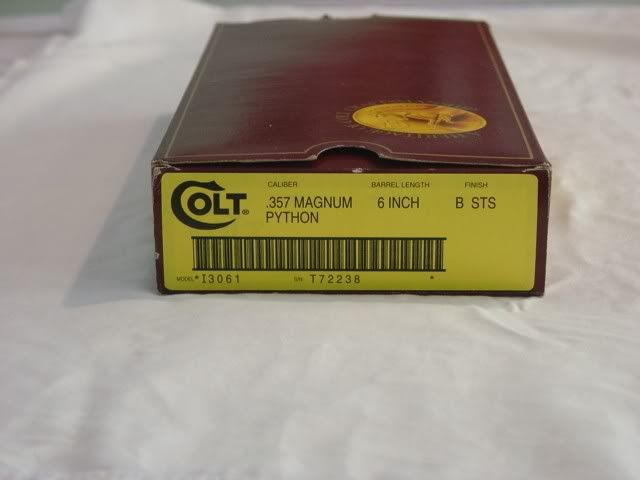 COLT®
CALIBER BARREL LENGTH FINISH
.357 MAGNUM 6 INCH B STS
PYTHON
MODEL *I3061 S/N T72238 *